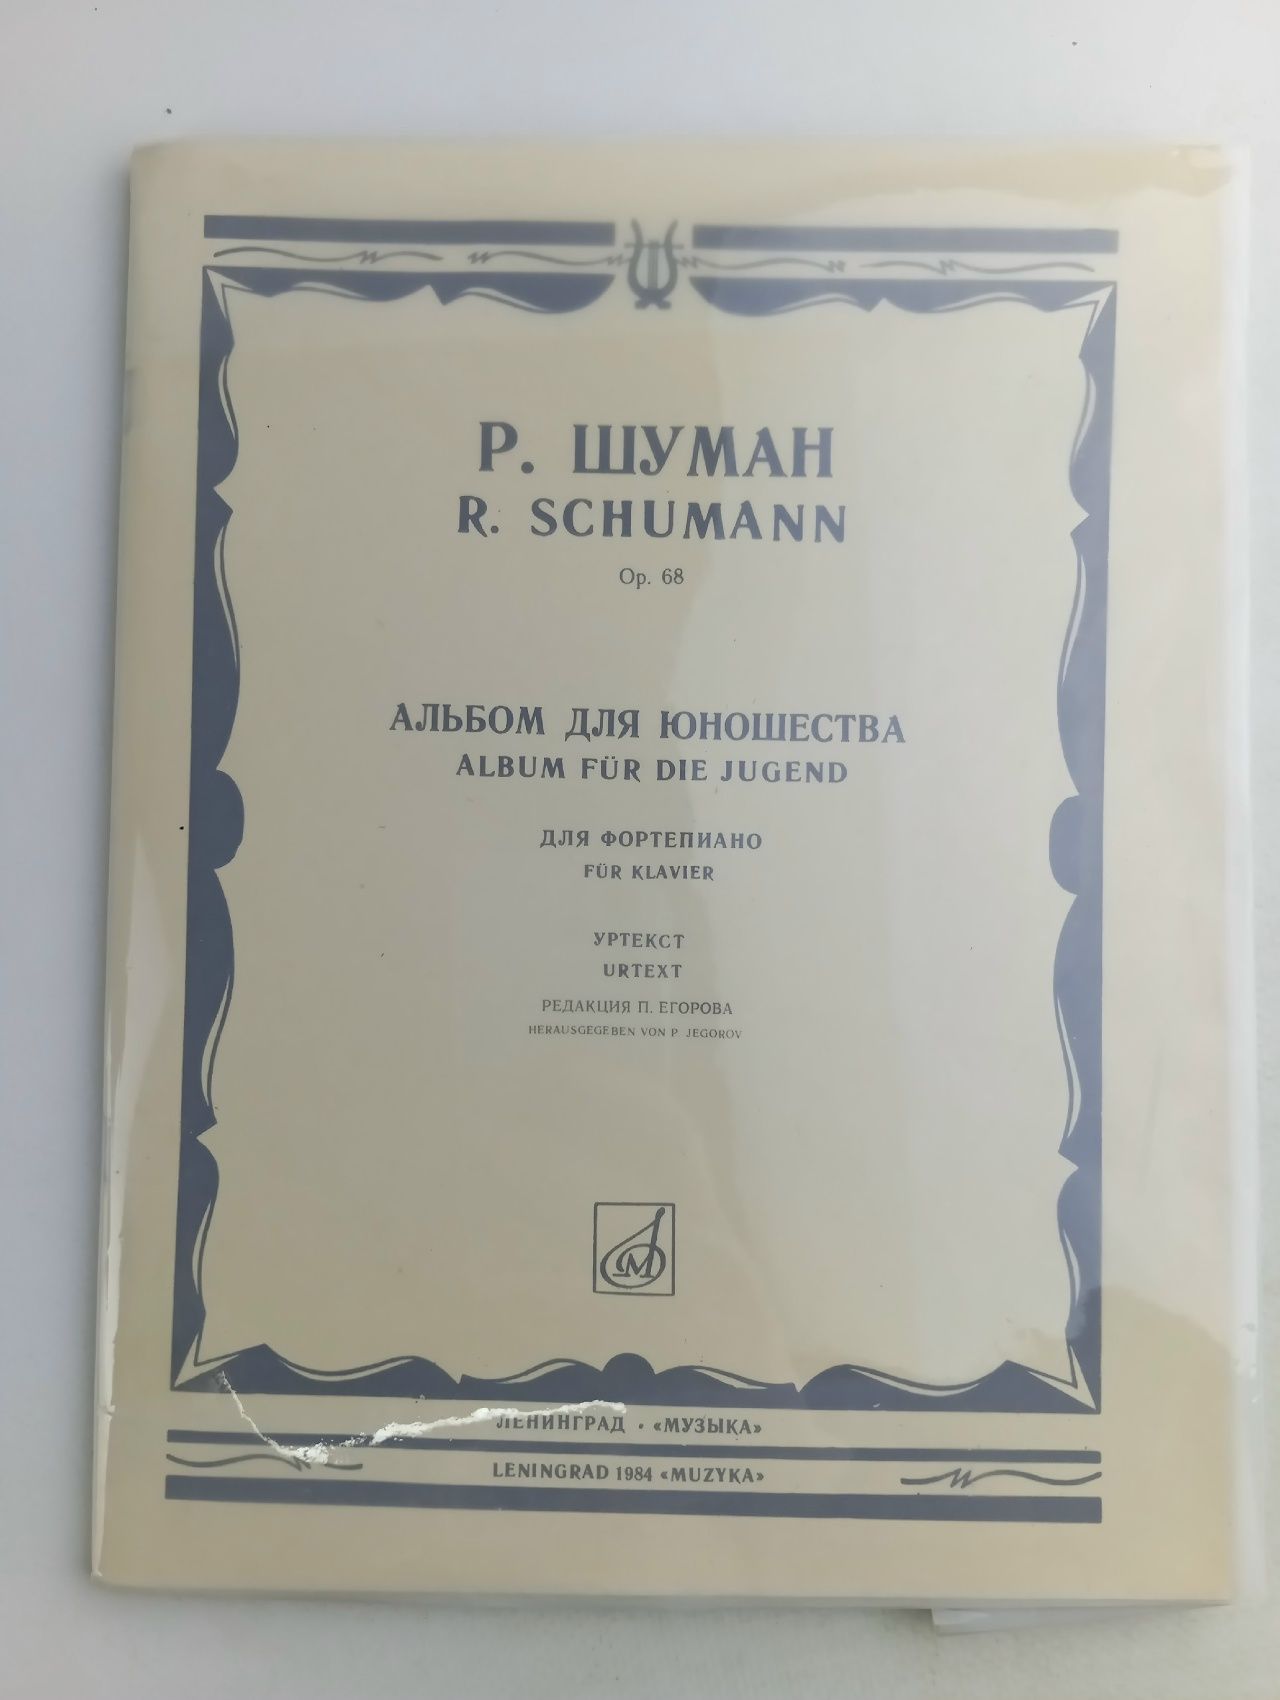 Р. ШУМАН
R. SCHUMANN
Op. 68
АЛЬБОМ ДЛЯ ЮНОШЕСТВА
ALBUM FÜR DIE JUGEND
ДЛЯ ФОРТЕПИАНО
FÜR KLAVIER
УРТЕКСТ
URTEXT
РЕДАКЦИЯ П. ЕГОРОВА
HERAUSGEGEBEN VON P. JEGOROV
М
ЛЕНИНГРАД · «МУЗЫКА»
LENINGRAD 1984 «MUZYKA»